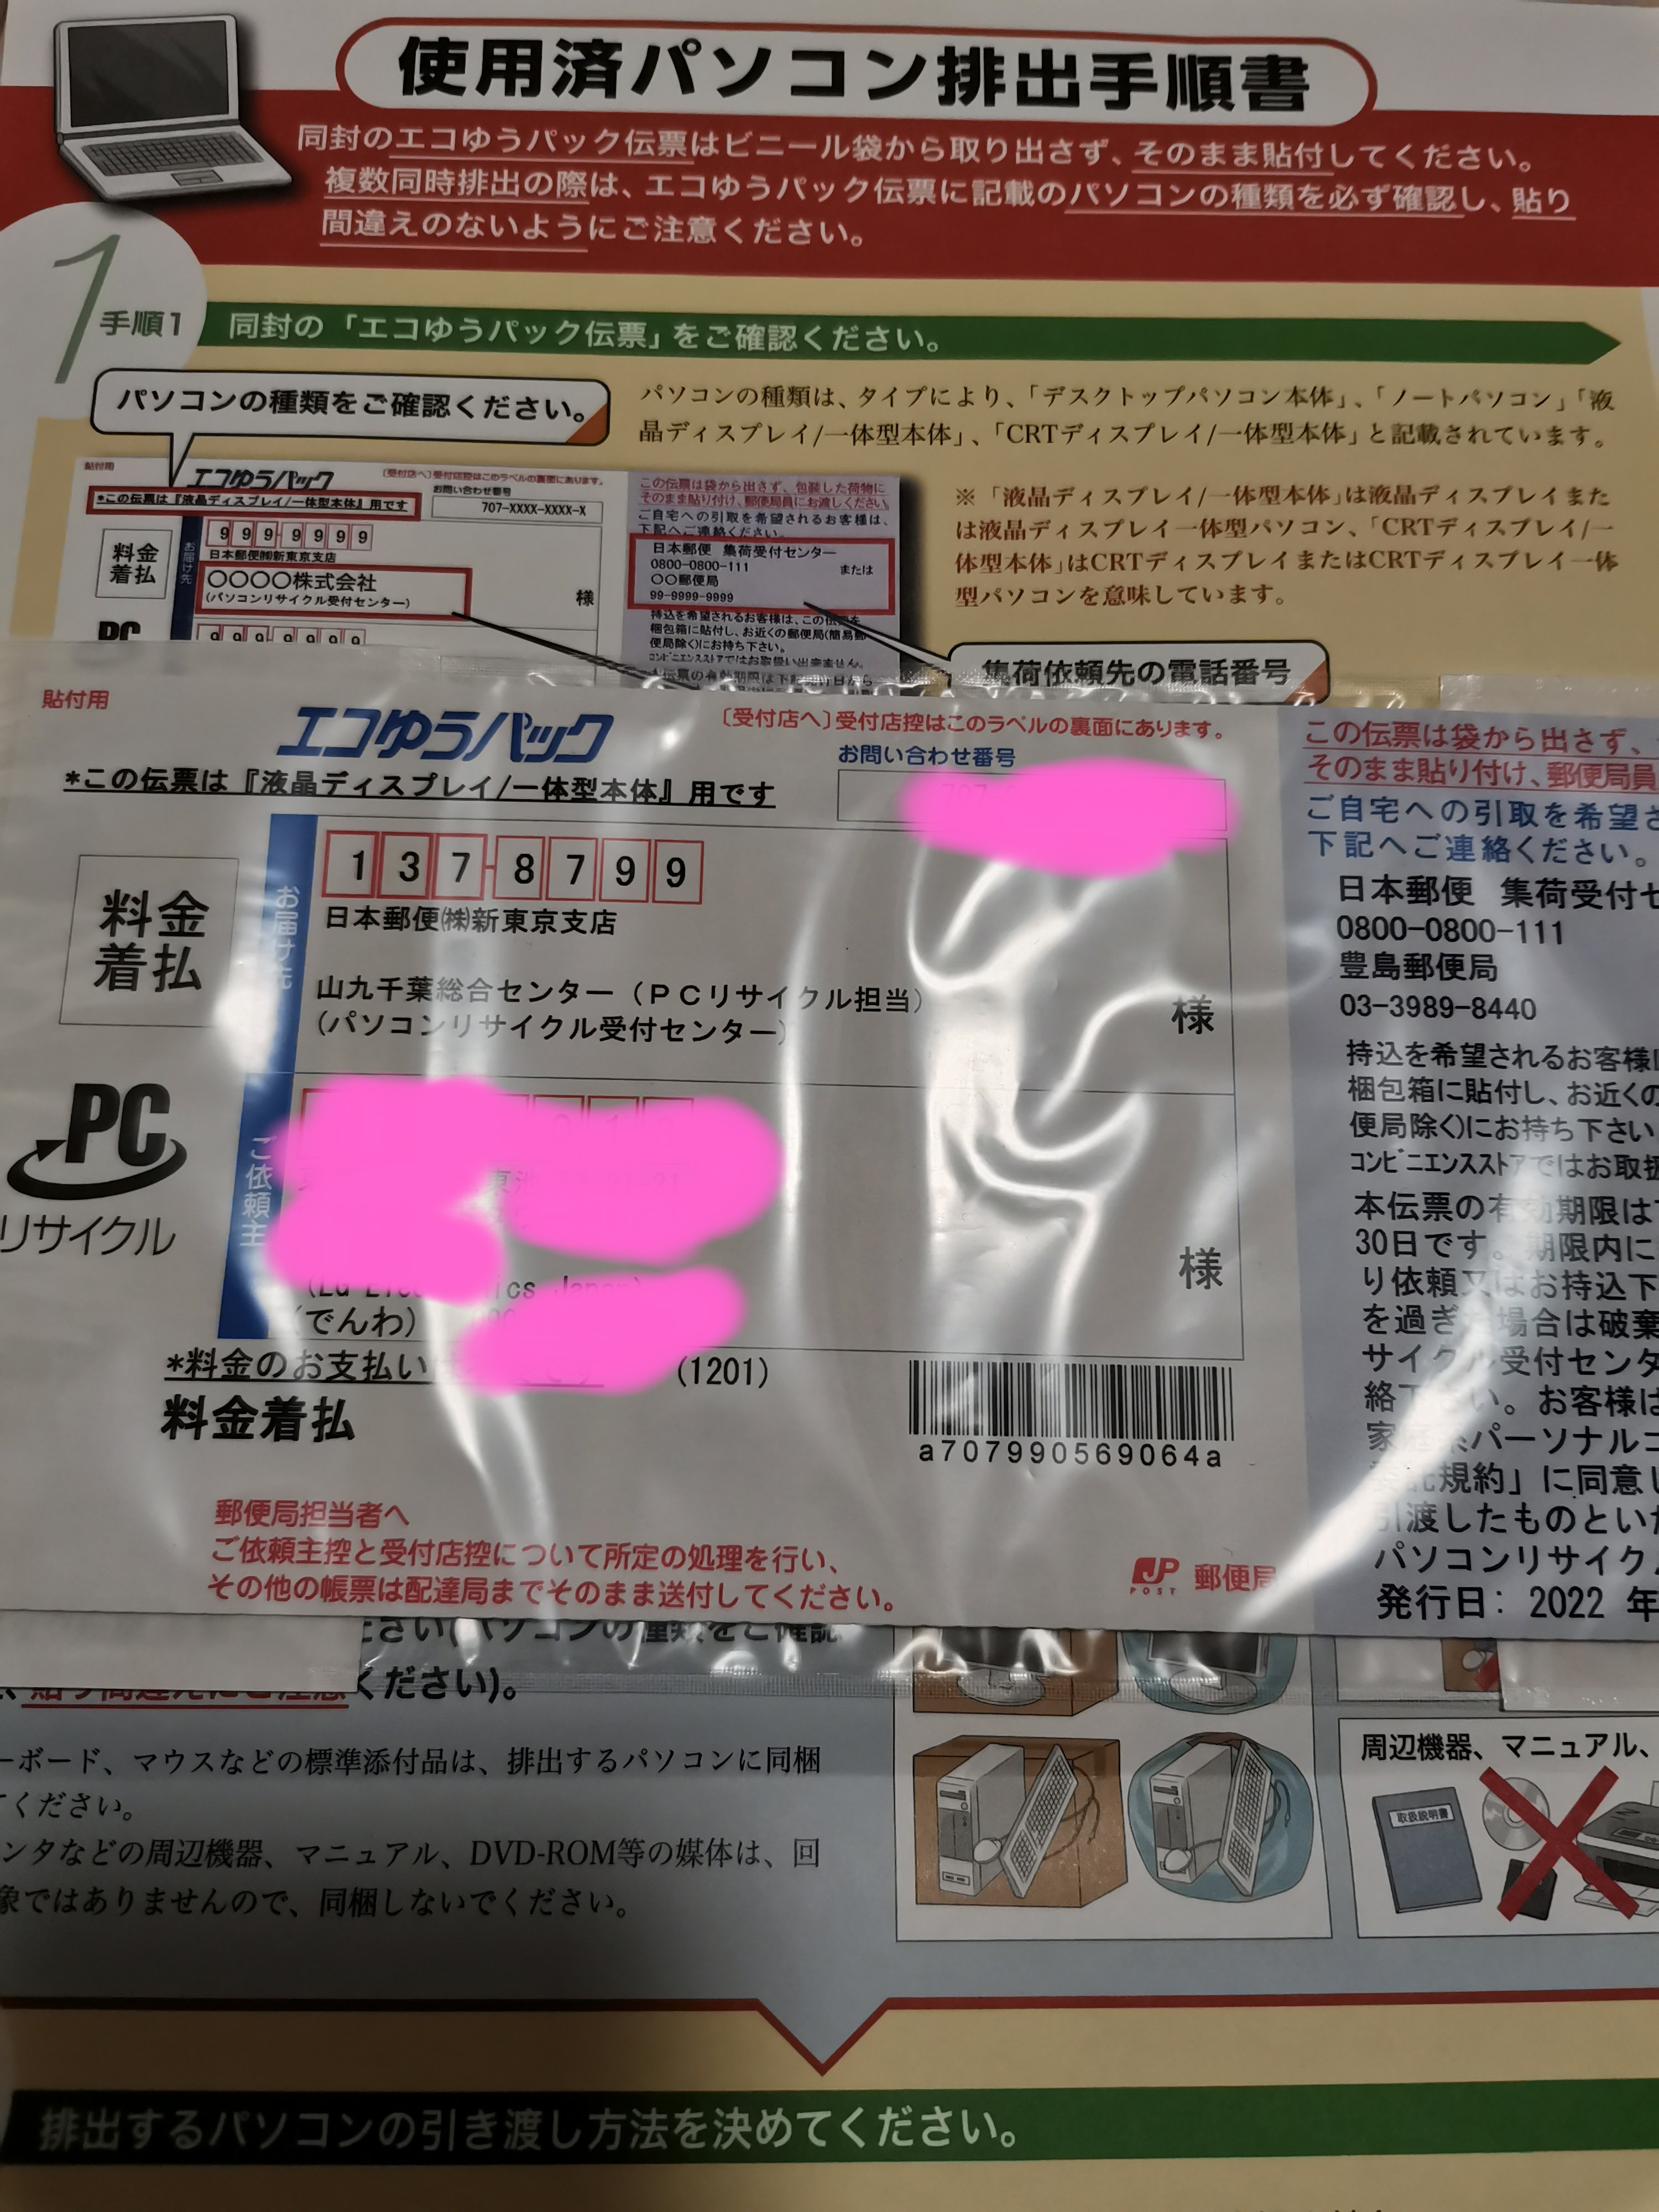 使用済パソコン排出手順書
同封のエコゆうパック伝票はビニール袋から取り出さず、そのまま貼付してください。
複数同時排出の際は、エコゆうパック伝票に記載のパソコンの種類を必ず確認し、貼り
間違えのないようにご注意ください。
1
手順1
同封の「エコゆうパック伝票」をご確認ください。
パソコンの種類をご確認ください。
パソコンの種類は、タイプにより、「デスクトップパソコン本体」、「ノートパソコン」「液
晶ディスプレイ/一体型本体」、「CRTディスプレイ/一体型本体」と記載されています。
※「液晶ディスプレイ/一体型本体」は液晶ディスプレイまた
は液晶ディスプレイ一体型パソコン、「CRTディスプレイ/一
体型本体」はCRTディスプレイまたはCRTディスプレイ一体
型パソコンを意味しています。
貼付用
エコゆうパック
〔受付店へ〕受付店控はこのラベルの裏面にあります。
*この伝票は『液晶ディスプレイ/一体型本体』用です
お問い合わせ番号
707-XXXX-XXXX-X
料金
着払
お届け先
999-9999
日本郵便㈱新東京支店
○○○○株式会社
(パソコンリサイクル受付センター)
様
PC
この伝票は袋から出さず、包装した荷物に
そのまま貼り付け、郵便局員にお渡しください。
ご自宅への引取を希望されるお客様は、
下記へご連絡ください。
日本郵便 集荷受付センター
0800-0800-111 または
○○郵便局
99-9999-9999
持込を希望されるお客様は、この伝票を
梱包箱に貼付し、お近くの郵便局(簡易郵
便局除く)にお持ち下さい。
コンビニエンスストアではお取扱い出来ません。
集荷依頼先の電話番号
貼付用
エコゆうパック
〔受付店へ〕受付店控はこのラベルの裏面にあります。
*この伝票は『液晶ディスプレイ/一体型本体』用です
お問い合わせ番号
料金
着払
お届け先
137-8799
日本郵便㈱新東京支店
山九千葉総合センター（PCリサイクル担当）
(パソコンリサイクル受付センター)
様
PC
リサイクル
ご依頼主
様
(でんわ)
*料金のお支払い
(1201)
料金着払
a707990569064a
郵便局担当者へ
ご依頼主控と受付店控について所定の処理を行い、
その他の帳票は配達局までそのまま送付してください。
JP
POST
郵便局
この伝票は袋から出さず、
そのまま貼り付け、郵便局員
ご自宅への引取を希望さ
下記へご連絡ください。
日本郵便 集荷受付セ
0800-0800-111
豊島郵便局
03-3989-8440
持込を希望されるお客様は
梱包箱に貼付し、お近くの
便局除く)にお持ち下さい
コンビニエンスストアではお取扱
本伝票の有効期限は
30日です。期限内に
り依頼又はお持込下
を過ぎた場合は破棄
サイクル受付センタ
絡下さい。お客様は
家庭系パーソナルコ
委託規約」に同意し
引渡したものといた
パソコンリサイクル
発行日: 2022 年
ださい(パソコンの種類をご確認
、貼り間違えにご注意ください)。
ーボード、マウスなどの標準添付品は、排出するパソコンに同梱
てください。
ンタなどの周辺機器、マニュアル、DVD-ROM等の媒体は、回
象ではありませんので、同梱しないでください。
周辺機器、マニュアル、
取扱説明書
排出するパソコンの引き渡し方法を決めてください。